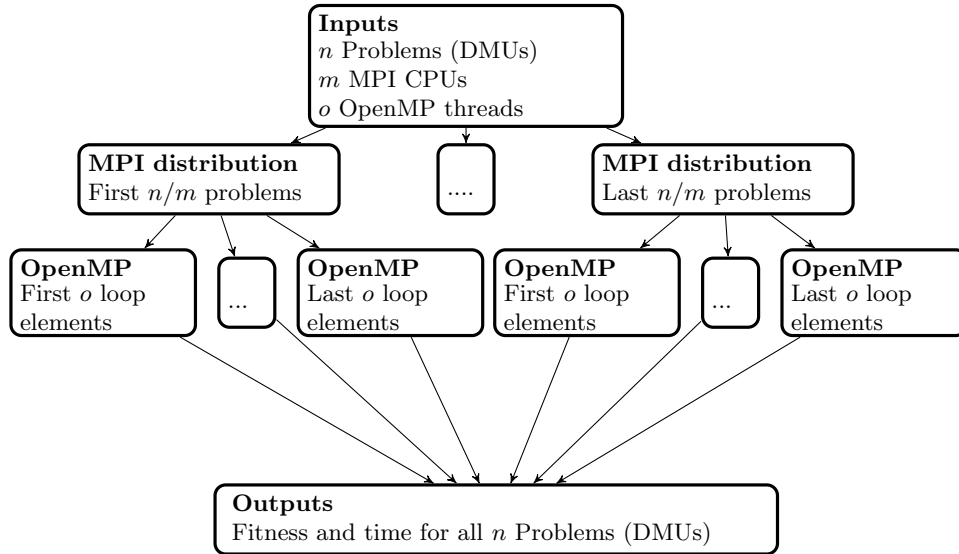 Inputs
n Problems (DMUs)
m MPI CPUs
o OpenMP threads
MPI distribution
First n/m problems
....
MPI distribution
Last n/m problems
OpenMP
First o loop
elements
...
OpenMP
Last o loop
elements
OpenMP
First o loop
elements
...
OpenMP
Last o loop
elements
Outputs
Fitness and time for all n Problems (DMUs)